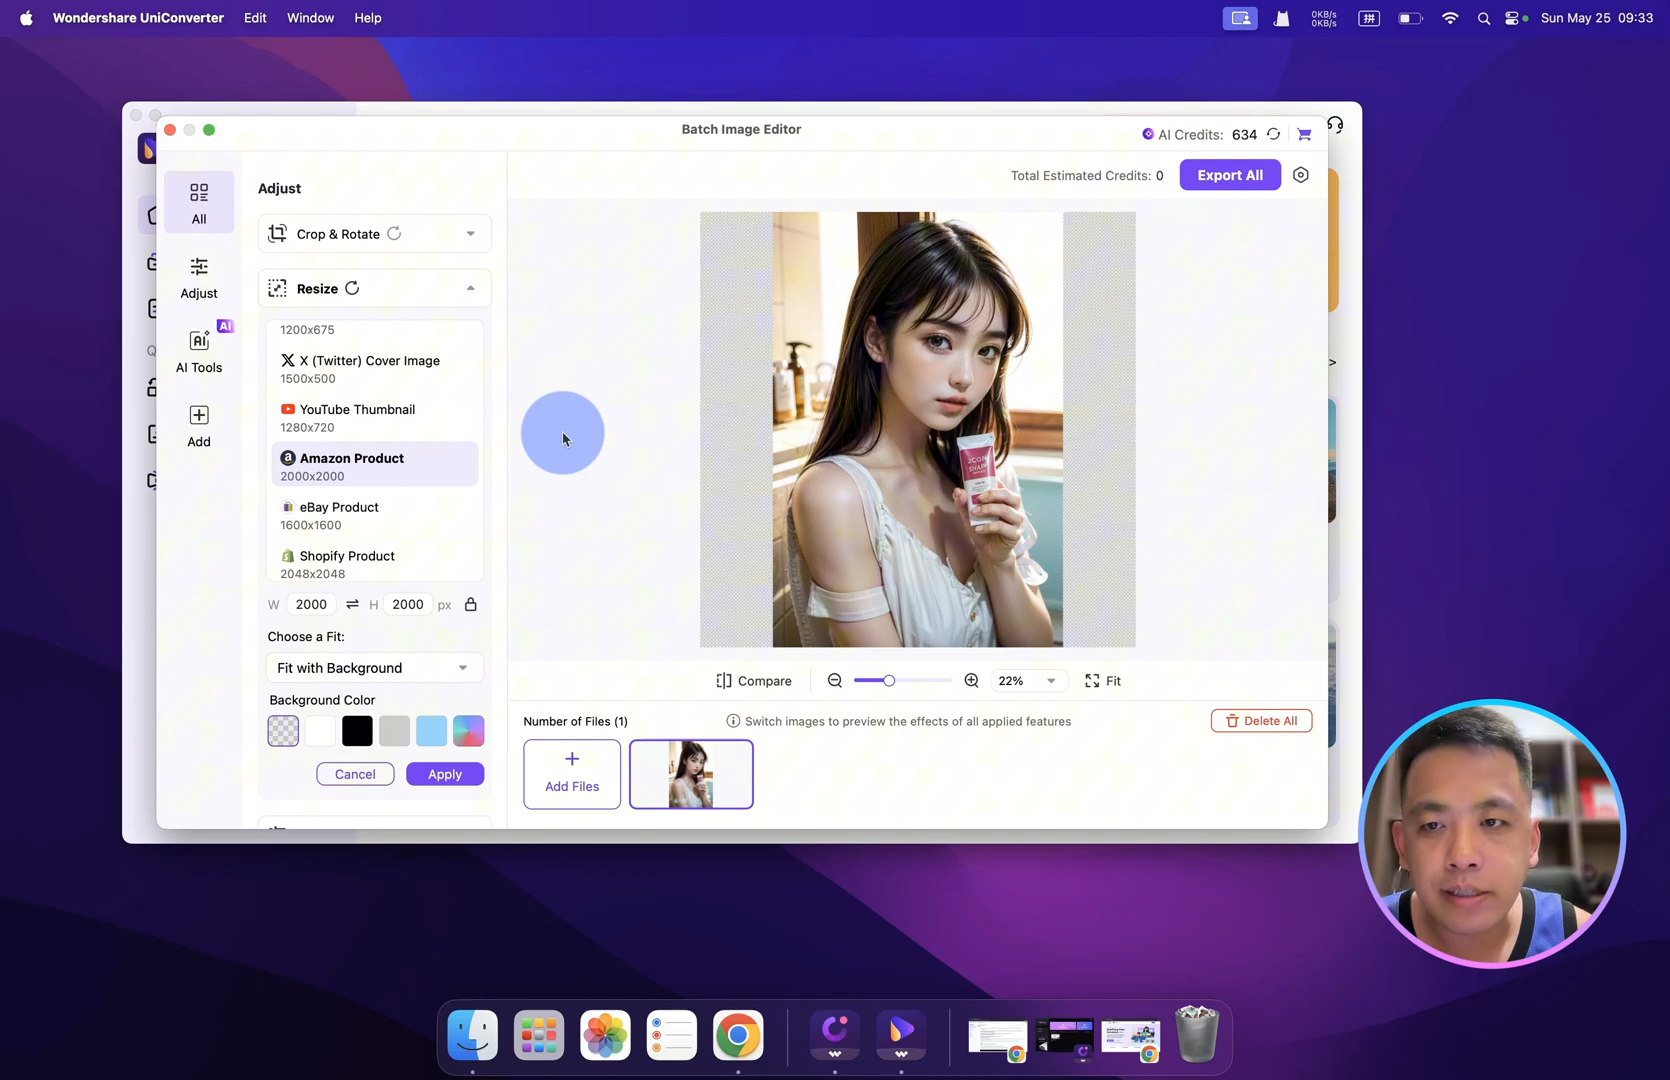 Wondershare UniConverter Edit Window Help
0KB/s
0KB/s
拼
Sun May 25 09:33
Batch Image Editor
AI Credits: 634
Total Estimated Credits: 0
Export All
All
Adjust
AI
AI Tools
Add
Adjust
Crop & Rotate
Resize
1200x675
X (Twitter) Cover Image
1500x500
YouTube Thumbnail
1280x720
Amazon Product
2000x2000
eBay Product
1600x1600
Shopify Product
2048x2048
W 2000 H 2000 px
Choose a Fit:
Fit with Background
Background Color
Cancel
Apply
Compare
22%
Fit
Number of Files (1)
Switch images to preview the effects of all applied features
Delete All
Add Files